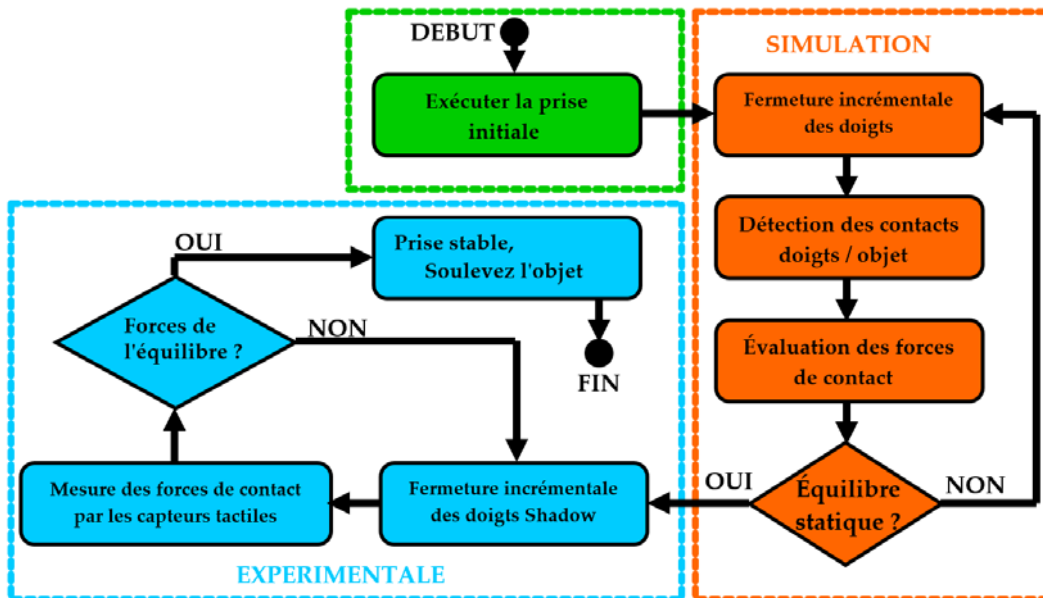 DEBUT
Exécuter la prise
initiale
SIMULATION
Fermeture incrémentale
des doigts
Détection des contacts
doigts / objet
Évaluation des forces
de contact
Équilibre
statique ?
NON
OUI
Fermeture incrémentale
des doigts Shadow
Mesure des forces de contact
par les capteurs tactiles
Forces de
l'équilibre ?
NON
OUI
Prise stable,
Soulevez l'objet
FIN
EXPERIMENTALE